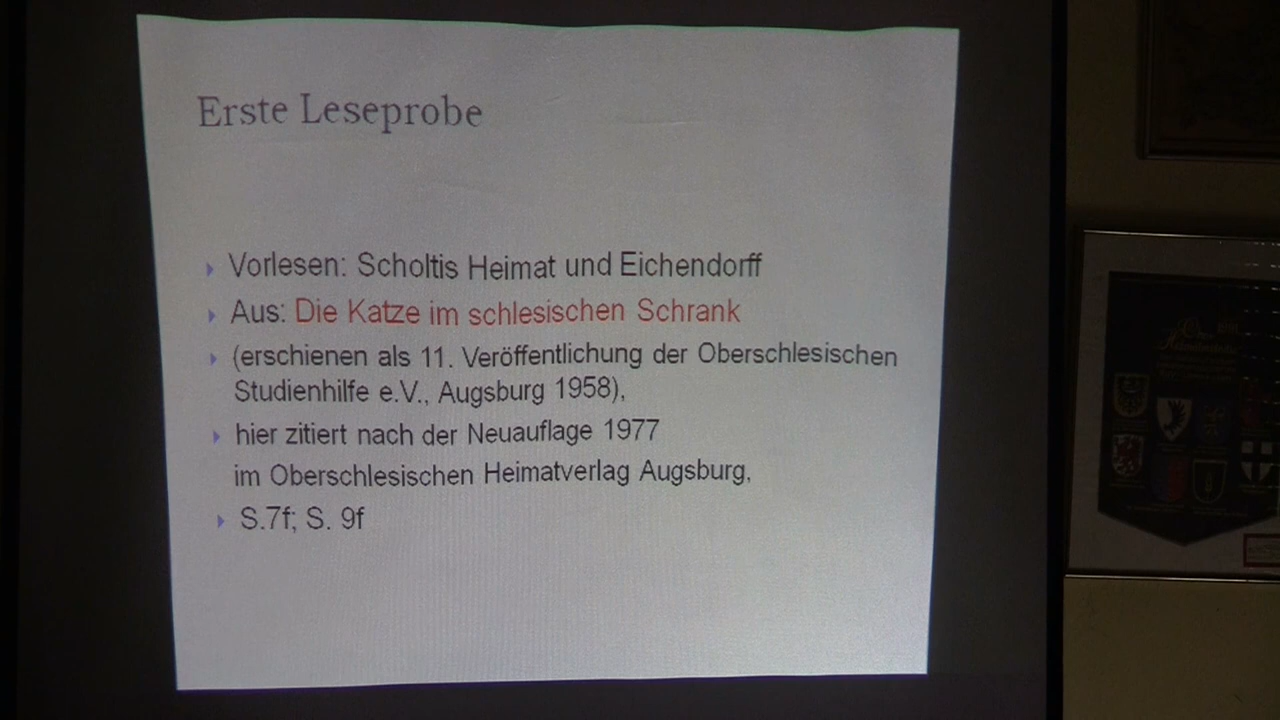 Erste Leseprobe
Vorlesen: Scholtis Heimat und Eichendorff
Aus: Die Katze im schlesischen Schrank
(erschienen als 11. Veröffentlichung der Oberschlesischen
Studienhilfe e.V., Augsburg 1958),
hier zitiert nach der Neuauflage 1977
im Oberschlesischen Heimatverlag Augsburg,
S.7f; S. 9f